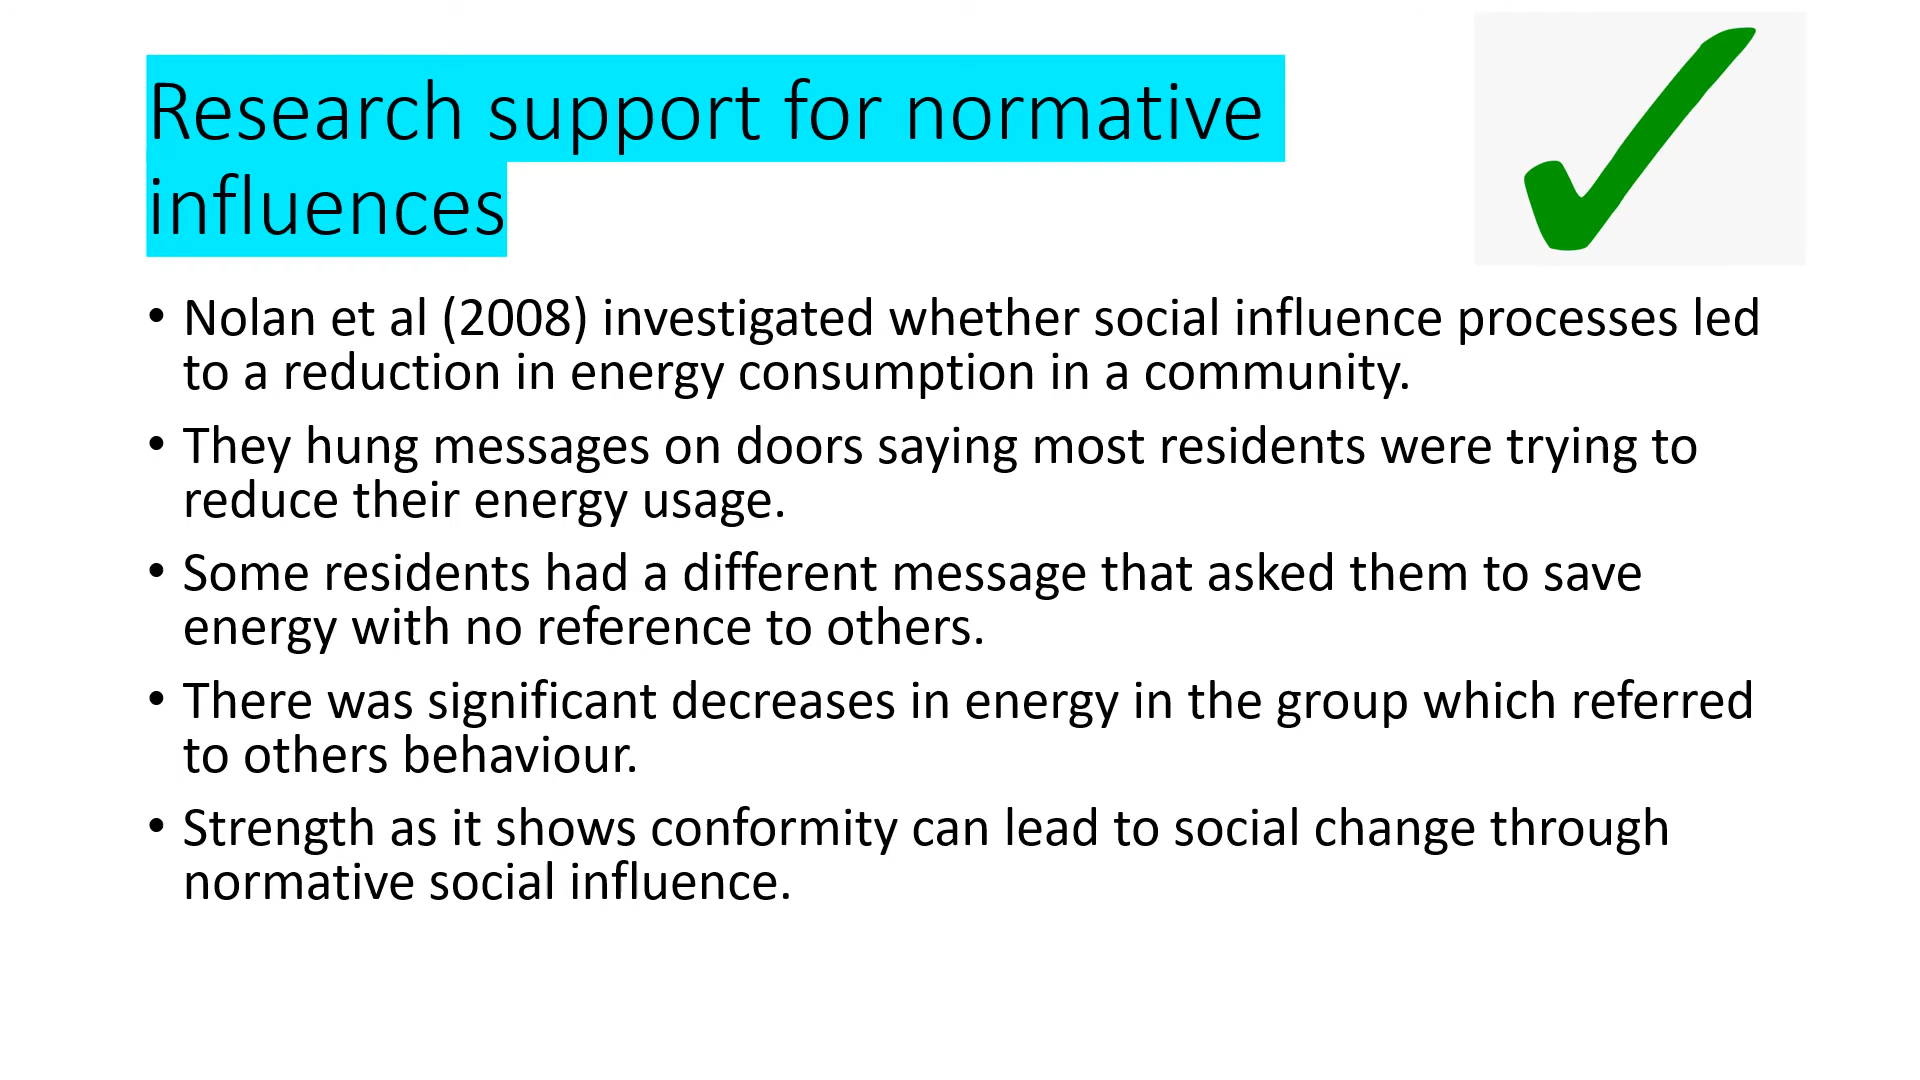 Research support for normative
influences
• Nolan et al (2008) investigated whether social influence processes led
to a reduction in energy consumption in a community.
• They hung messages on doors saying most residents were trying to
reduce their energy usage.
• Some residents had a different message that asked them to save
energy with no reference to others.
• There was significant decreases in energy in the group which referred
to others behaviour.
• Strength as it shows conformity can lead to social change through
normative social influence.